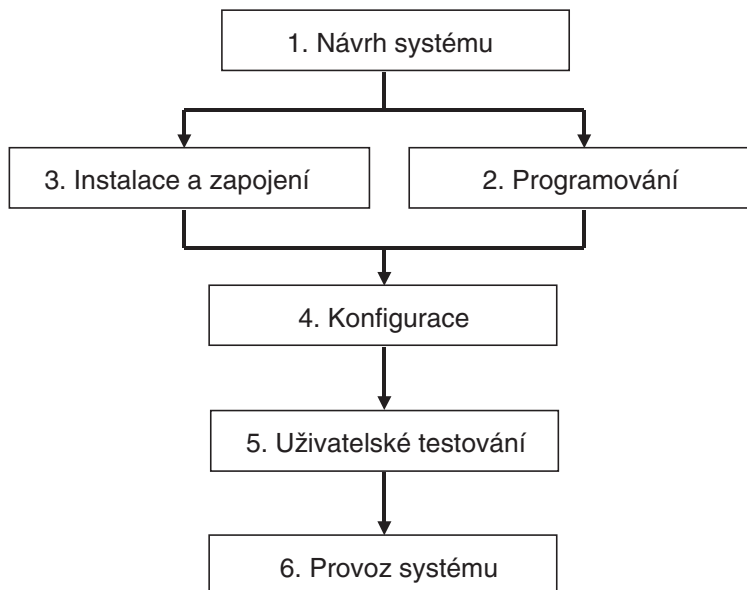 1. Návrh systému
3. Instalace a zapojení
2. Programování
4. Konfigurace
5. Uživatelské testování
6. Provoz systému